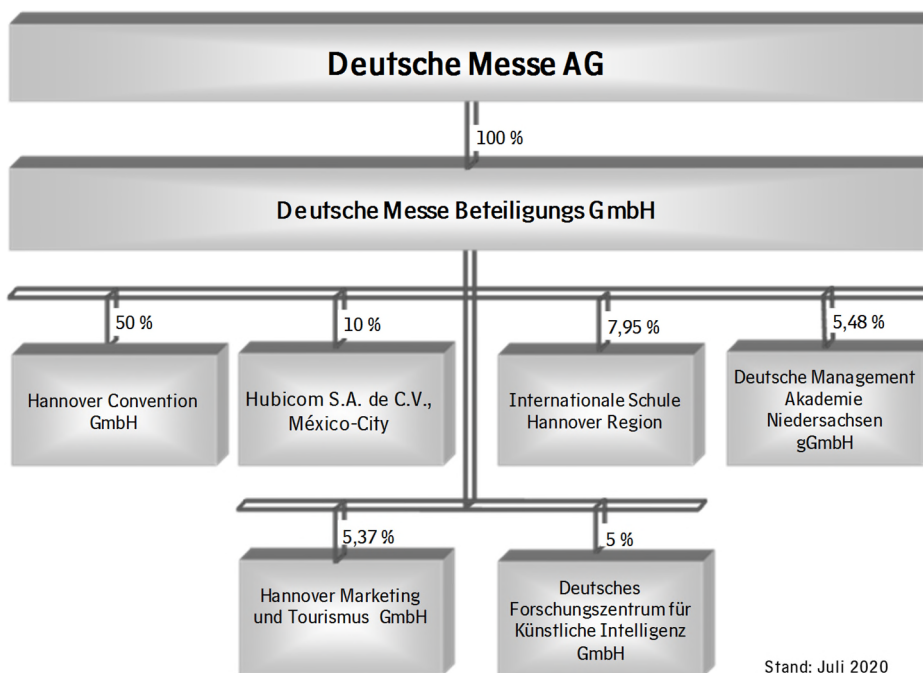 Deutsche Messe AG
100 %
Deutsche Messe Beteiligungs GmbH
50 %
10 %
7,95 %
5,48 %
Hannover Convention
GmbH
Hubicom S.A. de C.V.,
México-City
Internationale Schule
Hannover Region
Deutsche Management
Akademie
Niedersachsen
gGmbH
5,37 %
5 %
Hannover Marketing
und Tourismus GmbH
Deutsches
Forschungszentrum für
Künstliche Intelligenz
GmbH
Stand: Juli 2020